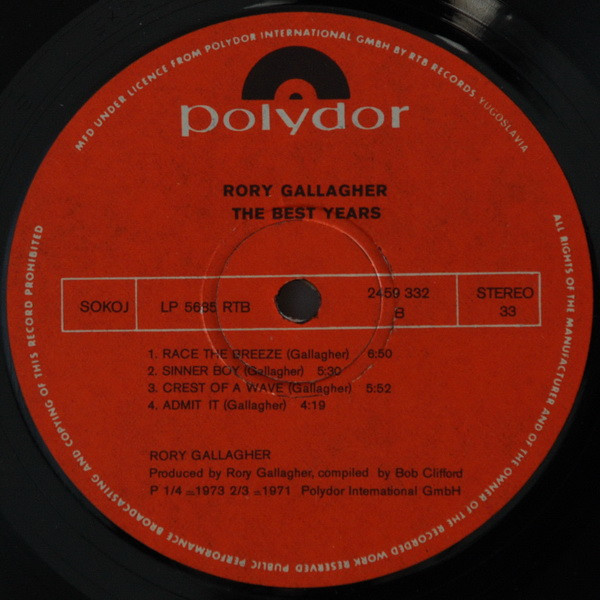 MFD UNDER LICENCE FROM POLYDOR INTERNATIONAL GMBH BY RTB RECORDS YUGOSLAVIA
polydor
RORY GALLAGHER
THE BEST YEARS
SOKOJ
LP 5685 RTB
2459 332
B
STEREO
33
1. RACE THE BREEZE (Gallagher) 6:50
2. SINNER BOY (Gallagher) 5:30
3. CREST OF A WAVE (Gallagher) 5:52
4. ADMIT IT (Gallagher) 4:19
RORY GALLAGHER
Produced by Rory Gallagher, compiled by Bob Clifford
P 1/4 = 1973 2/3 = 1971 Polydor International GmbH
ALL RIGHTS OF THE MANUFACTURER AND OF THE OWNER OF THE RECORDED WORK RESERVED PUBLIC PERFORMANCE BROADCASTING AND COPYING OF THIS RECORD PROHIBITED